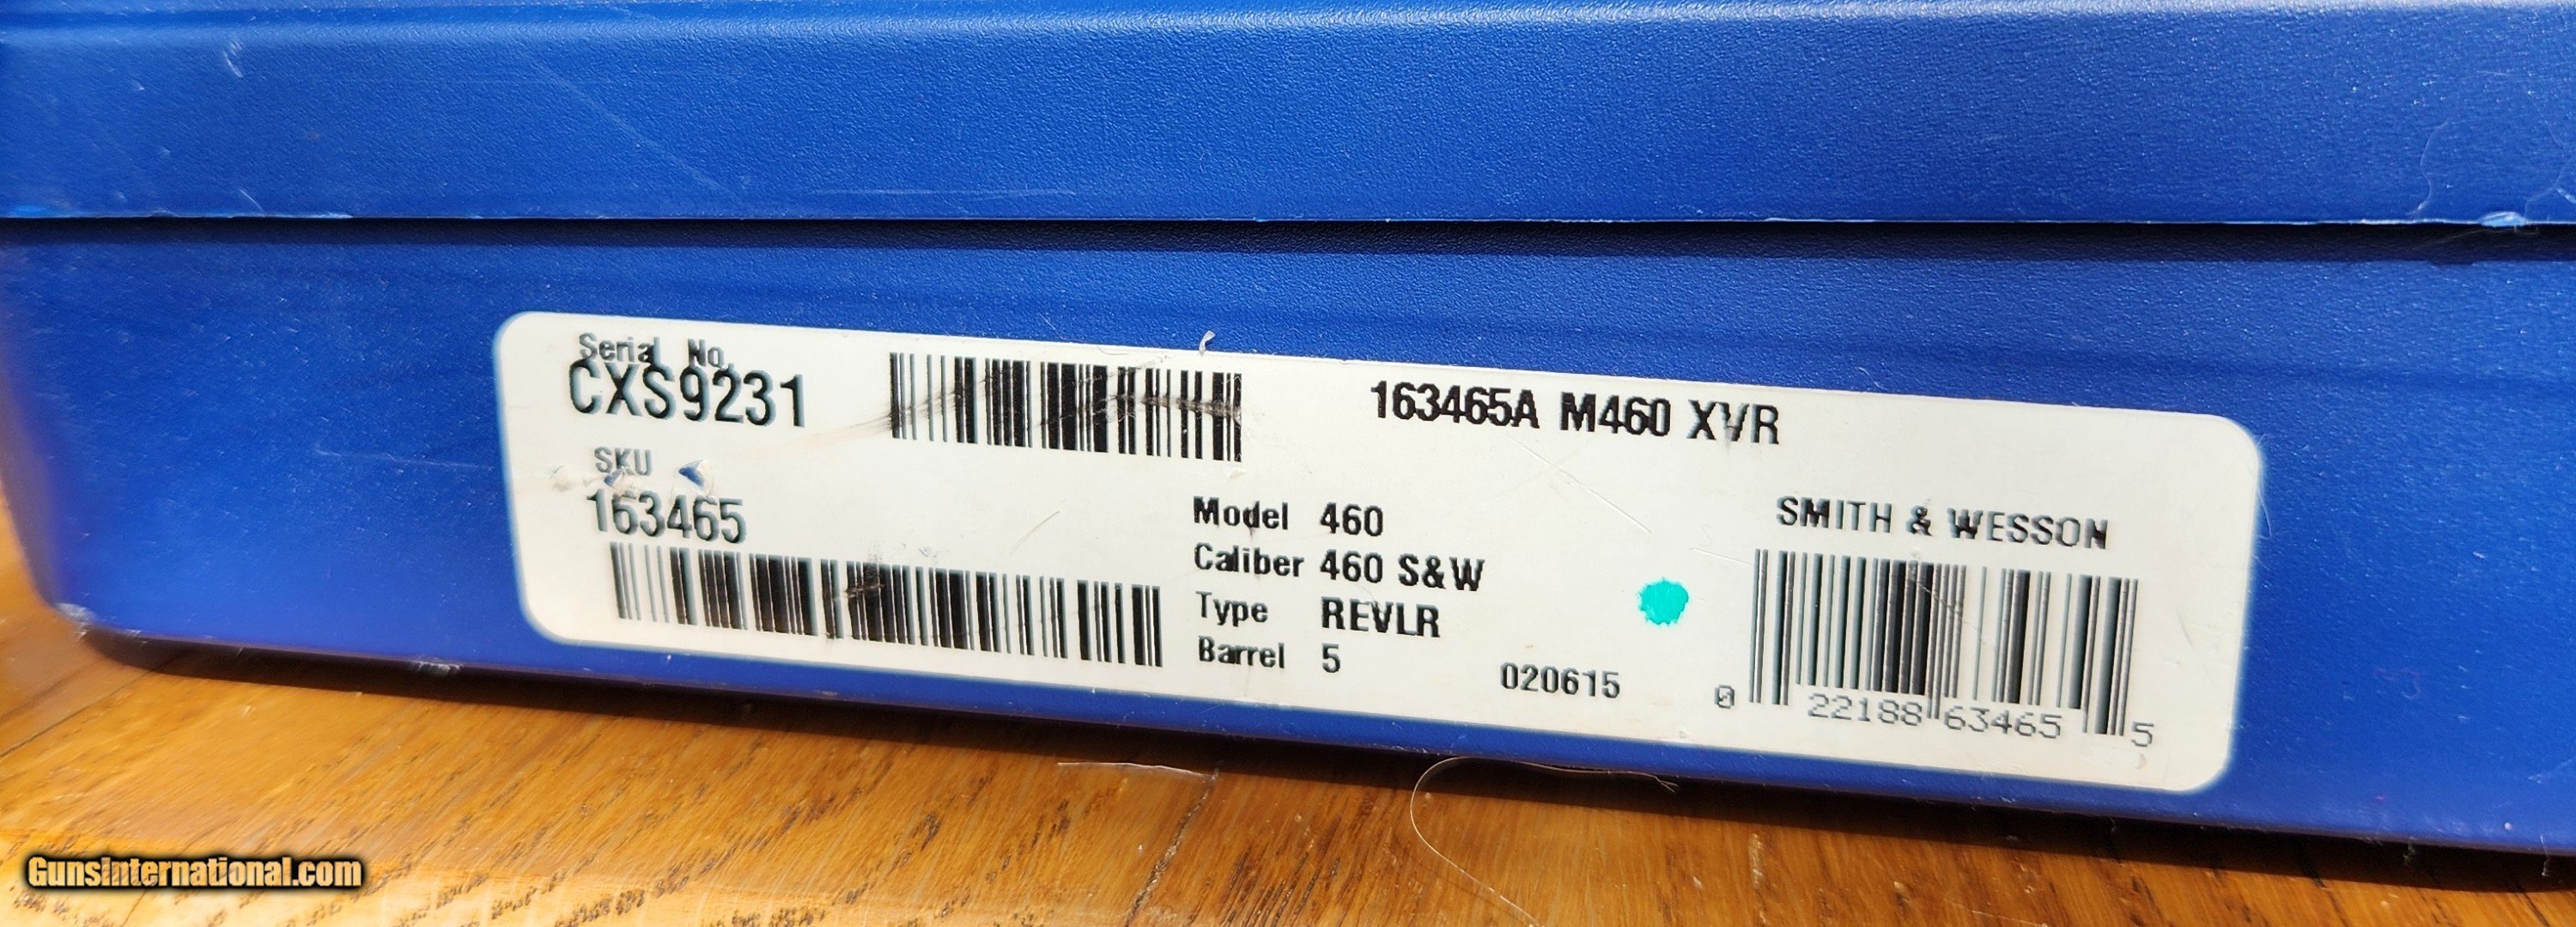 Serial No.
CXS9231
163465A M460 XVR
SKU
163465
Model 460
Caliber 460 S&W
Type REVLR
Barrel 5
020615
SMITH & WESSON
0 22188 63465 5
GunsInternational.com